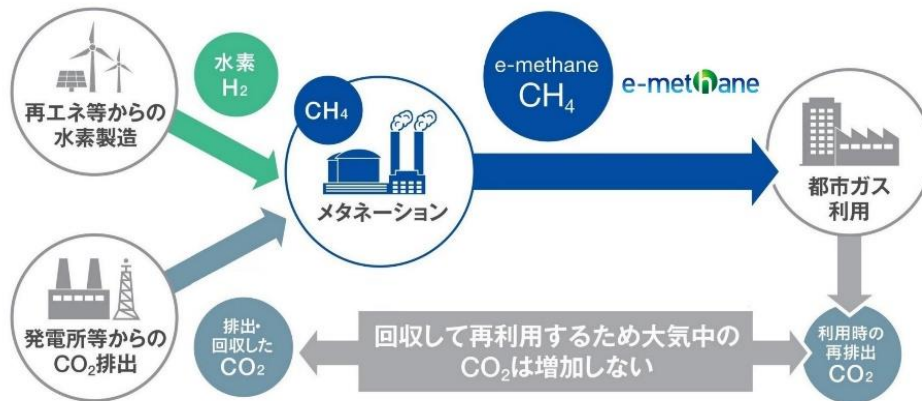 再エネ等からの
水素製造
水素
H₂
CH₄
メタネーション
e-methane
CH₄
e-methane
都市ガス
利用
発電所等からの
CO₂排出
排出・
回収した
CO₂
回収して再利用するため大気中の
CO₂は増加しない
利用時の
再排出
CO₂